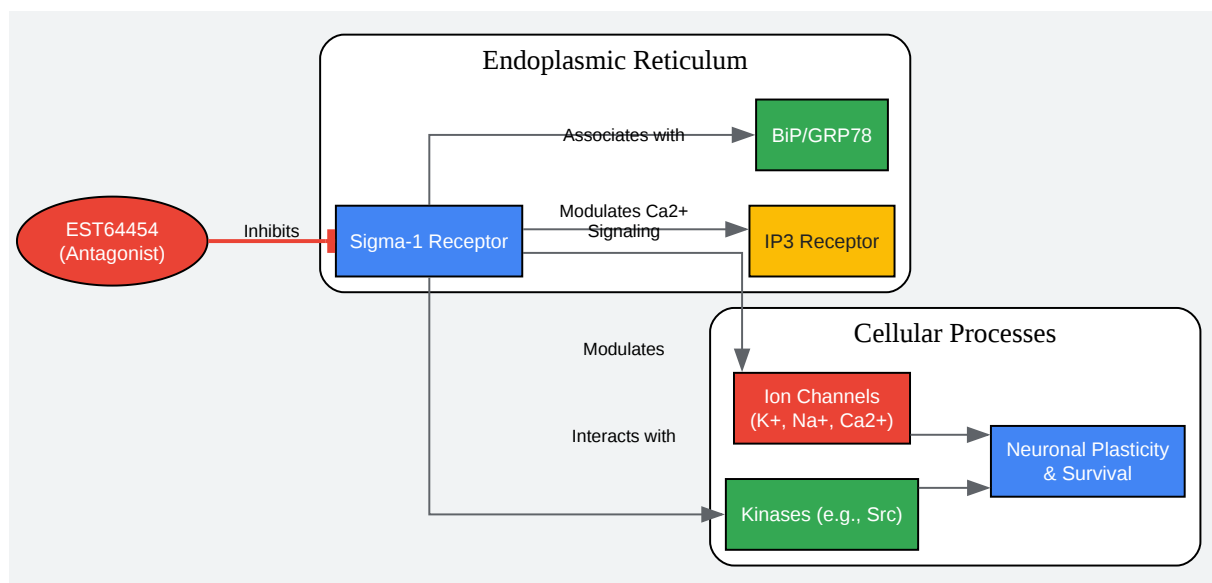 Endoplasmic Reticulum
Associates with
BiP/GRP78
EST64454
(Antagonist)
Inhibits
Sigma-1 Receptor
Modulates Ca2+
Signaling
IP3 Receptor
Cellular Processes
Modulates
Ion Channels
(K+, Na+, Ca2+)
Interacts with
Neuronal Plasticity
& Survival
Kinases (e.g., Src)